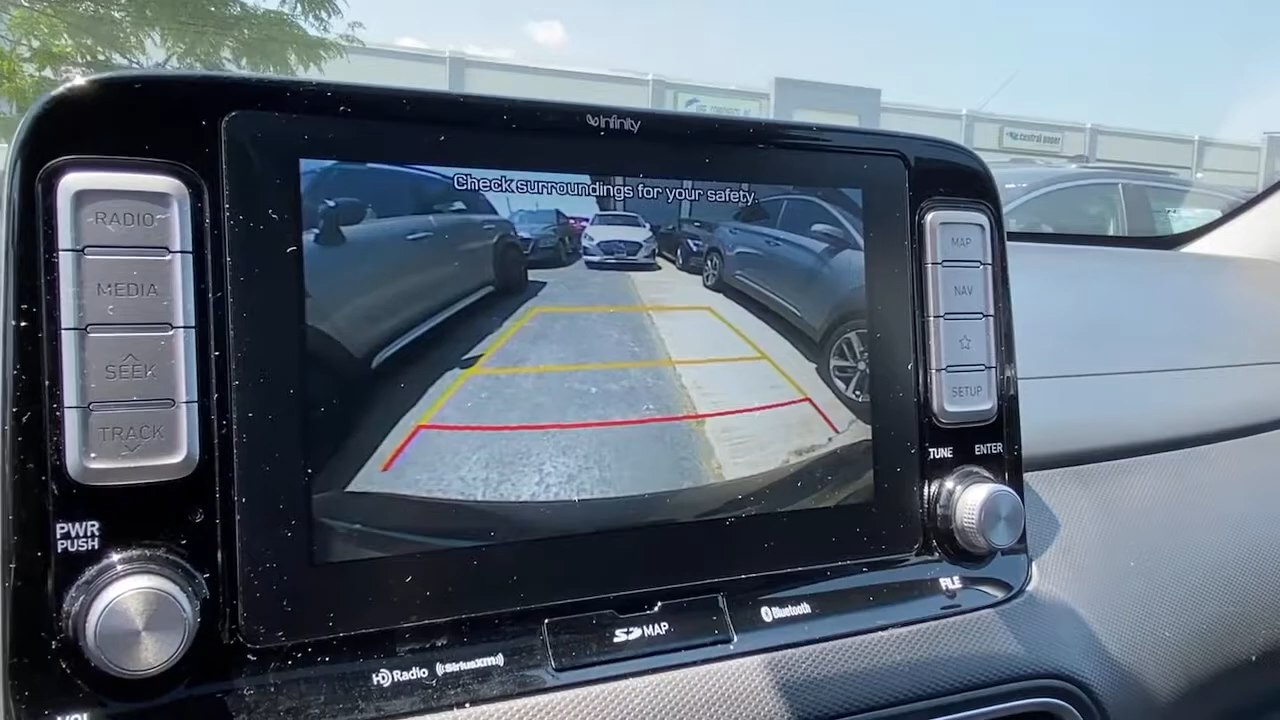 infinity
Check surroundings for your safety.
RADIO
MEDIA
SEEK
TRACK
PWR
PUSH
MAP
NAV
SETUP
TUNE
ENTER
FILE
SD MAP
Bluetooth
HD Radio
((SiriusXM))
central paper